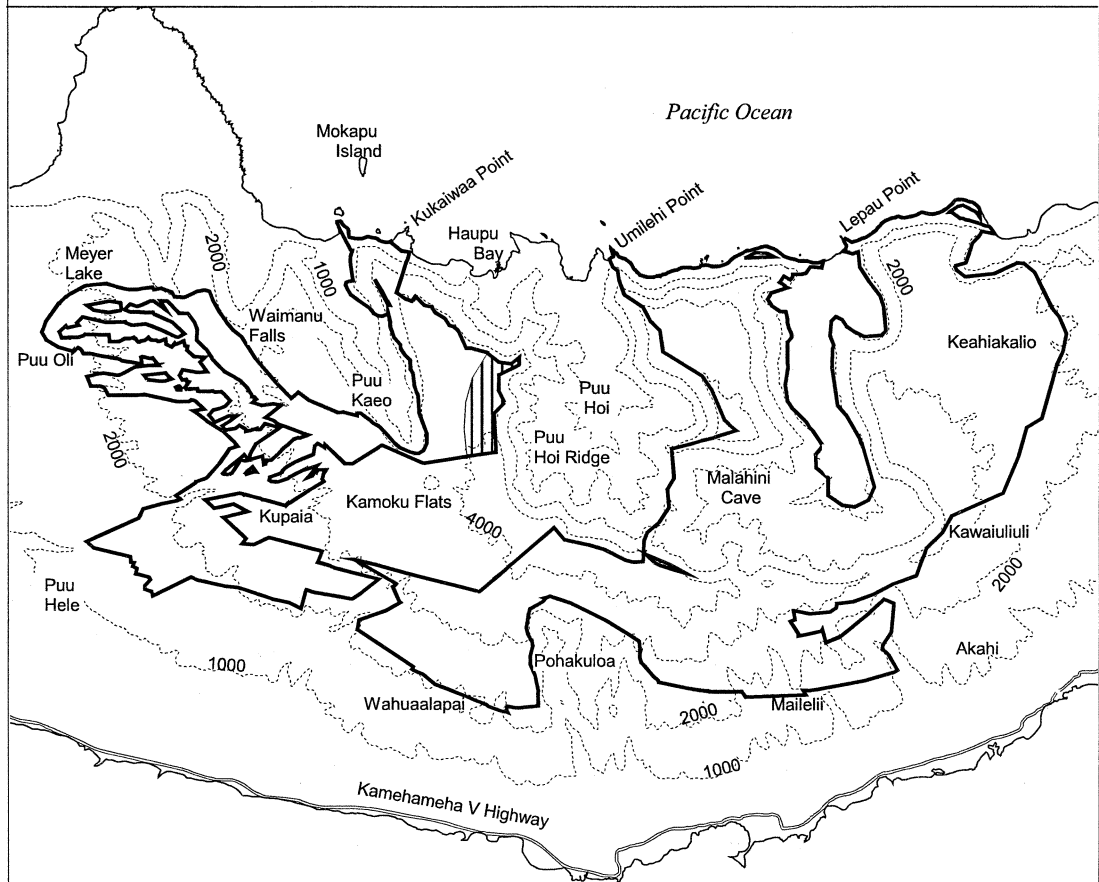 Pacific Ocean
Mokapu
Island
Kukaiwaa Point
Umilehi Point
Lepau Point
Haupu
Bay
2000
Meyer
Lake
1000
2000
Waimanu
Falls
Keahiakalio
Puu Oli
Puu
Kaeo
Puu
Hoi
Puu
Hoi Ridge
2000
Malahini
Cave
Kamoku Flats
Kupaia
4000
Kawaiuliuli
2000
Puu
Hele
1000
Pohakuloa
Akahi
Wahuaalapai
Mailelii
2000
1000
Kamehameha V Highway